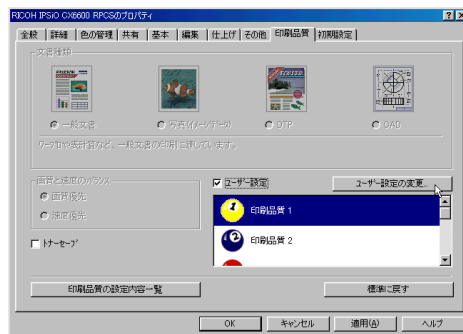 RICOH IPSiO CX6600 RPCSのプロパティ
全般 詳細 色の管理 共有 基本 編集 仕上げ その他 印刷品質 初期設定
文書種類
一般文書 写真(イメージデータ) DTP CAD
ワープロや表計算など、一般文書の印刷に適しています。
画質と速度のバランス
画質優先
速度優先
トナーセーブ
ユーザー設定 ユーザー設定の変更...
1 印刷品質 1
2 印刷品質 2
印刷品質の設定内容一覧 標準に戻す
OK キャンセル 適用(A) ヘルプ